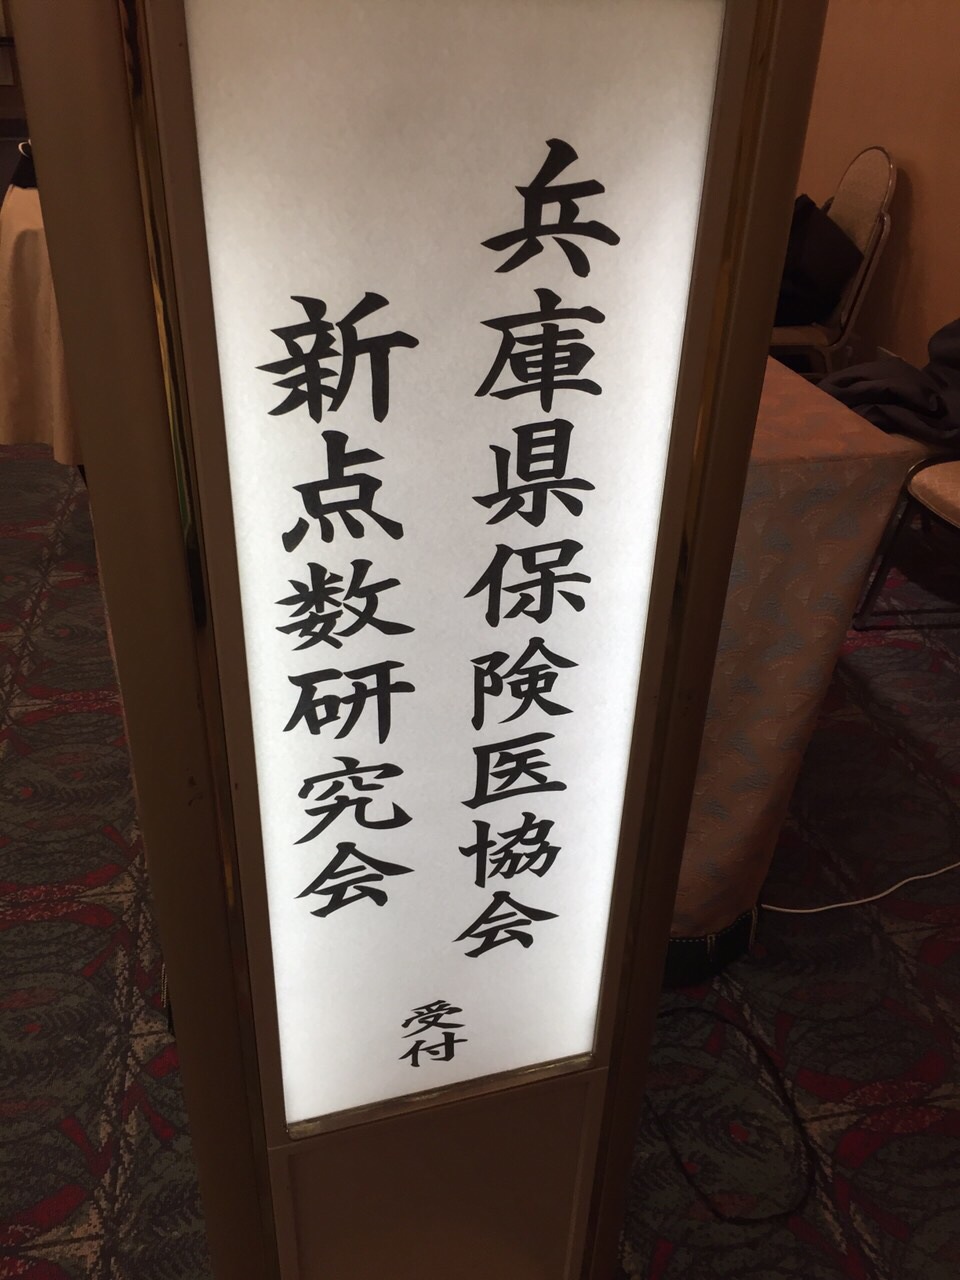 兵庫県保険医協会
新点数研究会
受付